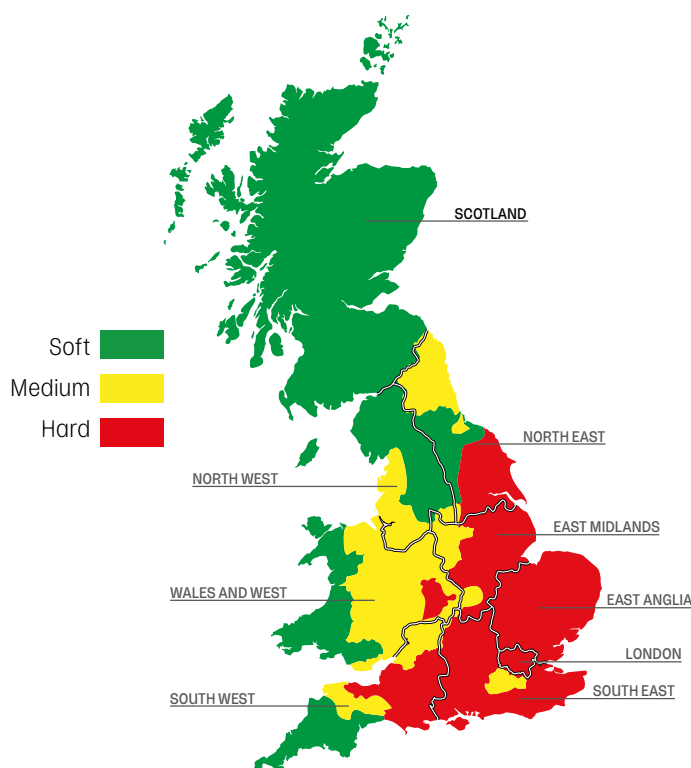 SCOTLAND
Soft
Medium
Hard
NORTH EAST
NORTH WEST
EAST MIDLANDS
WALES AND WEST
EAST ANGLIA
LONDON
SOUTH WEST
SOUTH EAST